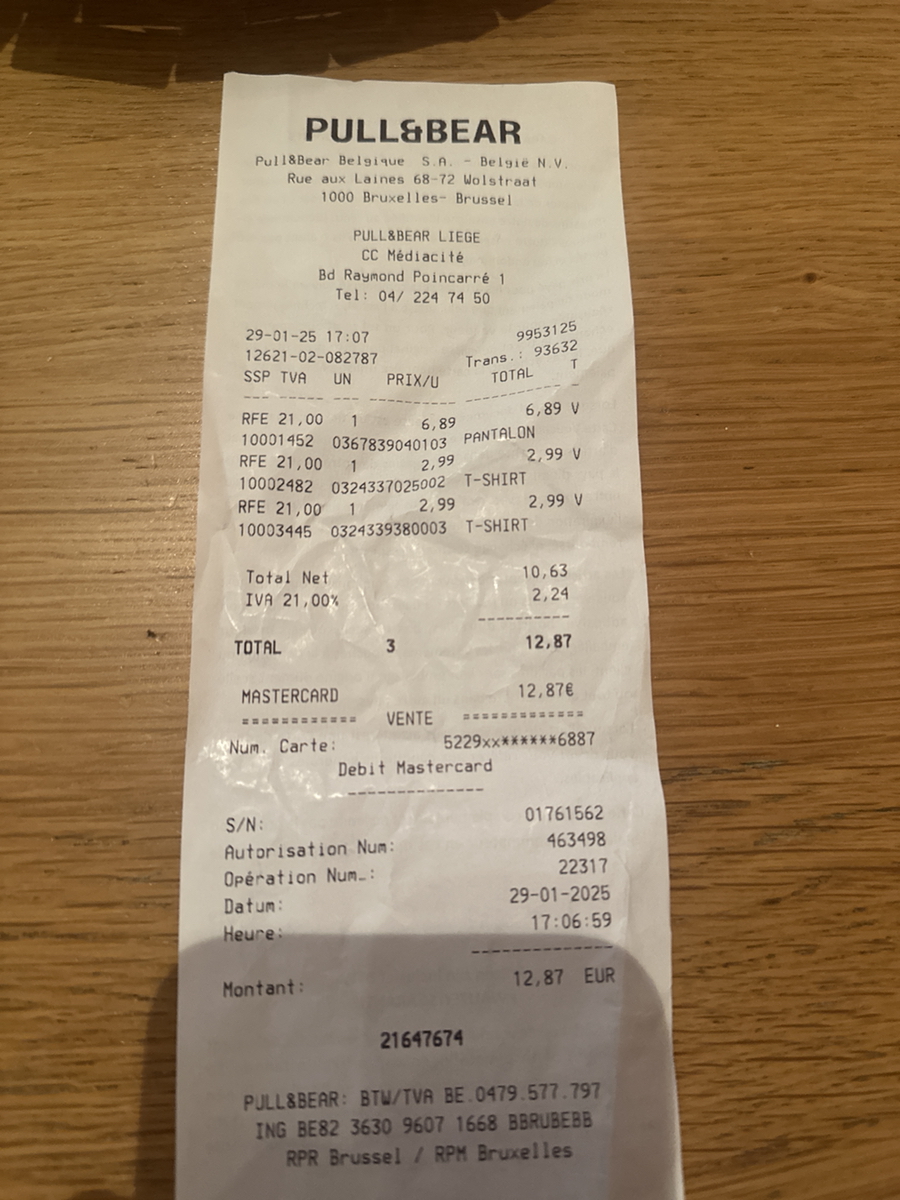 PULL&BEAR
Pull&Bear Belgique S.A. - België N.V.
Rue aux Laines 68-72 Wolstraat
1000 Bruxelles- Brussel
PULL&BEAR LIEGE
CC Médiacité
Bd Raymond Poincarré 1
Tel: 04/ 224 74 50
29-01-25 17:07 9953125
12621-02-082787 Trans.: 93632
SSP TVA UN PRIX/U TOTAL T
--- ----- --- --------- ---------- -
RFE 21,00 1 6,89 6,89 V
10001452 0367839040103 PANTALON
RFE 21,00 1 2,99 2,99 V
10002482 0324337025002 T-SHIRT
RFE 21,00 1 2,99 2,99 V
10003445 0324339380003 T-SHIRT
Total Net 10,63
IVA 21,00% 2,24
----------
TOTAL 3 12,87
MASTERCARD 12,87€
============ VENTE =============
Num. Carte: 5229xx******6887
Debit Mastercard
--------------
S/N: 01761562
Autorisation Num: 463498
Opération Num.: 22317
Datum: 29-01-2025
Heure: 17:06:59
--------------
Montant: 12,87 EUR
21647674
PULL&BEAR: BTW/TVA BE.0479.577.797
ING BE82 3630 9607 1668 BBRUBEBB
RPR Brussel / RPM Bruxelles